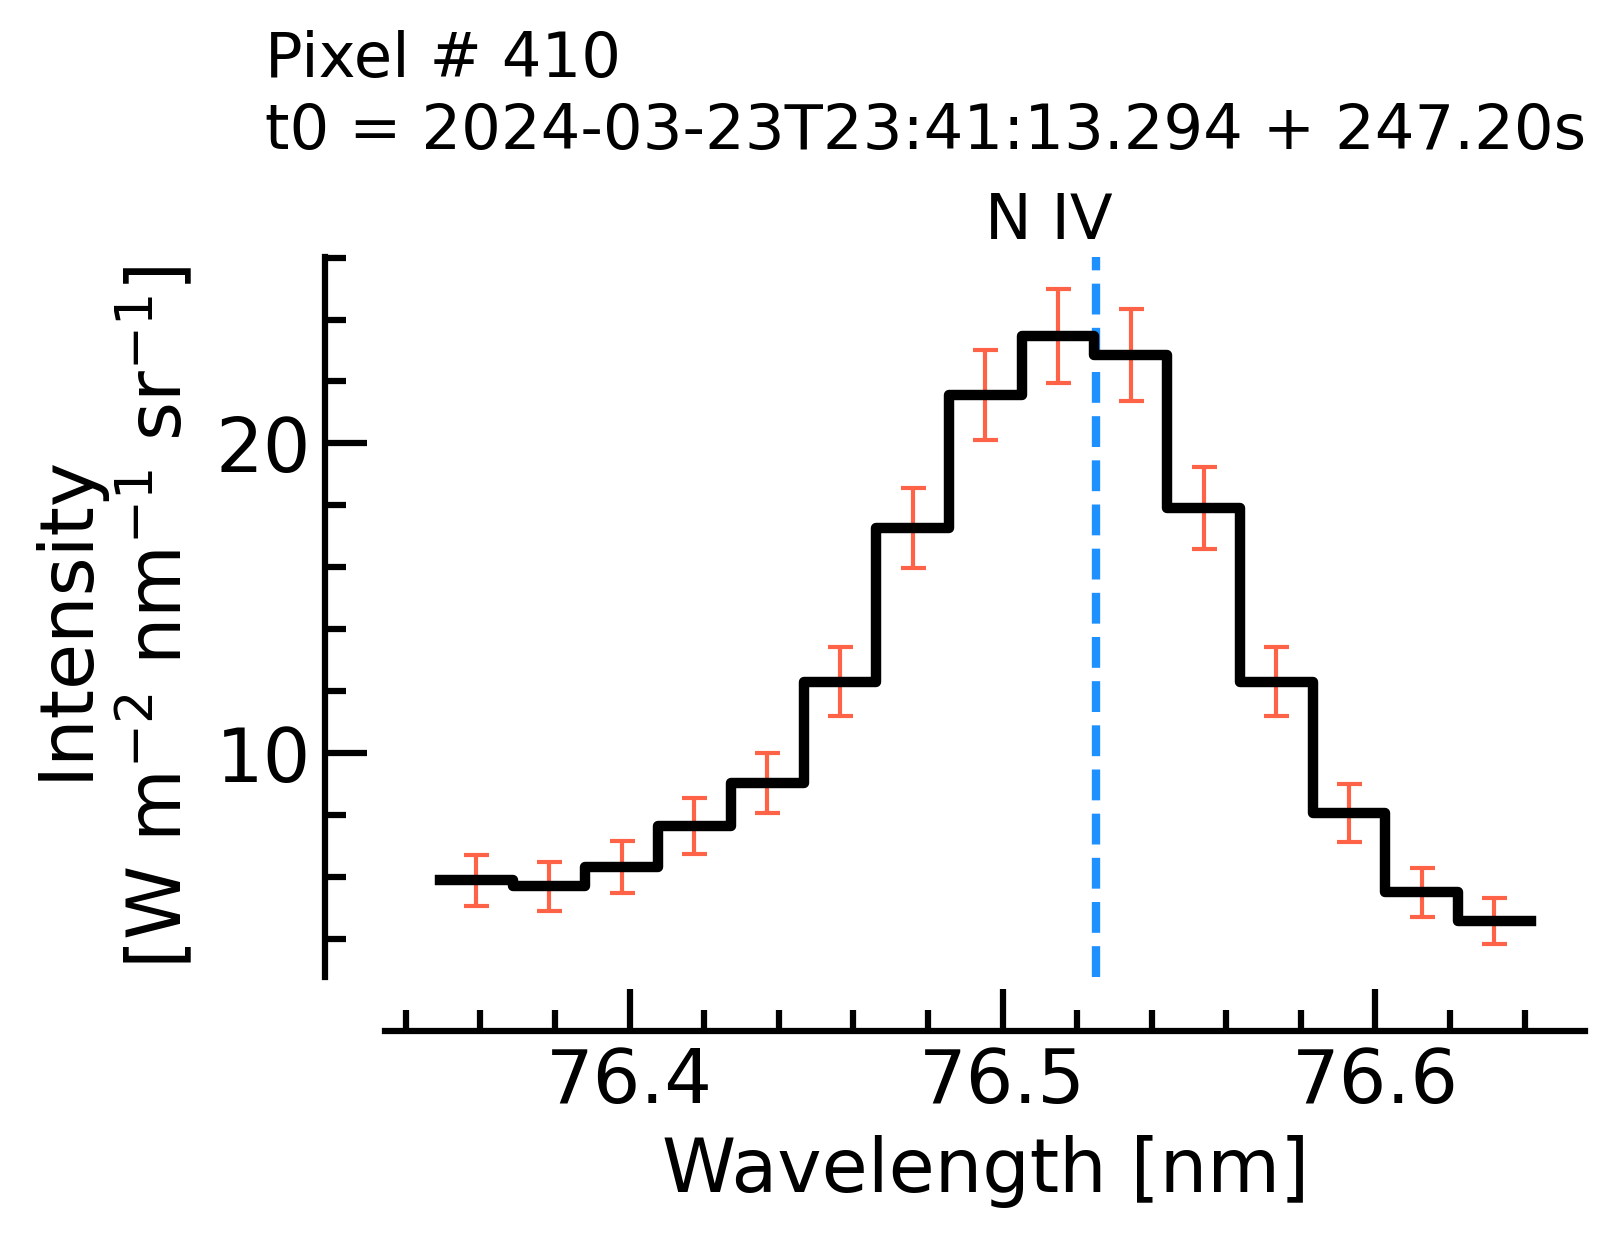 Pixel # 410
t0 = 2024-03-23T23:41:13.294 + 247.20s
N IV
Intensity
[W m⁻² nm⁻¹ sr⁻¹]
20
10
76.4 76.5 76.6
Wavelength [nm]